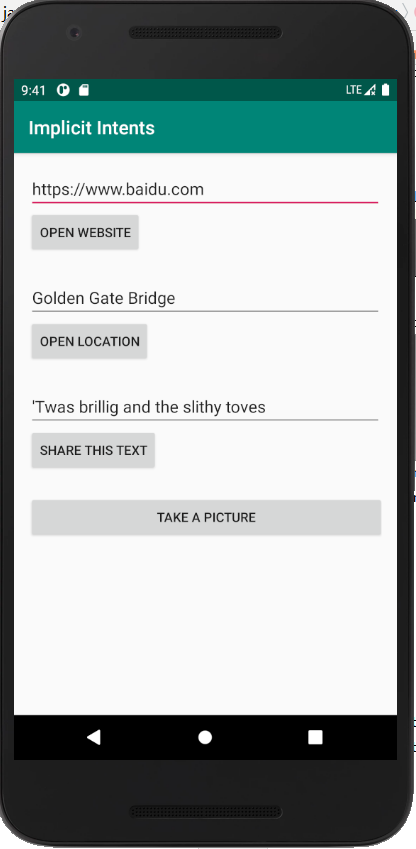 9:41 LTE
Implicit Intents
https://www.baidu.com
OPEN WEBSITE
Golden Gate Bridge
OPEN LOCATION
'Twas brillig and the slithy toves
SHARE THIS TEXT
TAKE A PICTURE